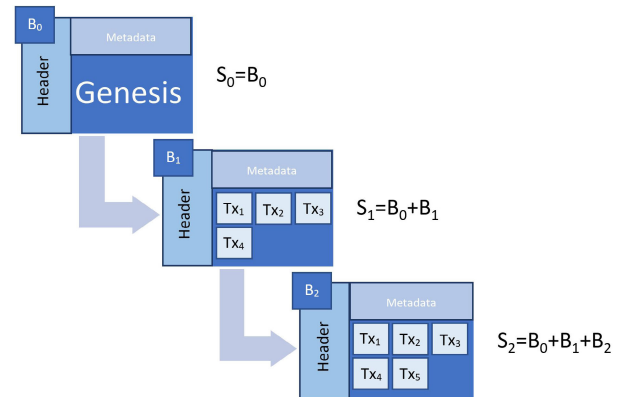 B₀
Metadata
Header
Genesis
S₀=B₀
B₁
Metadata
Header
Tx₁ Tx₂ Tx₃
Tx₄
S₁=B₀+B₁
B₂
Metadata
Header
Tx₁ Tx₂ Tx₃
Tx₄ Tx₅
S₂=B₀+B₁+B₂